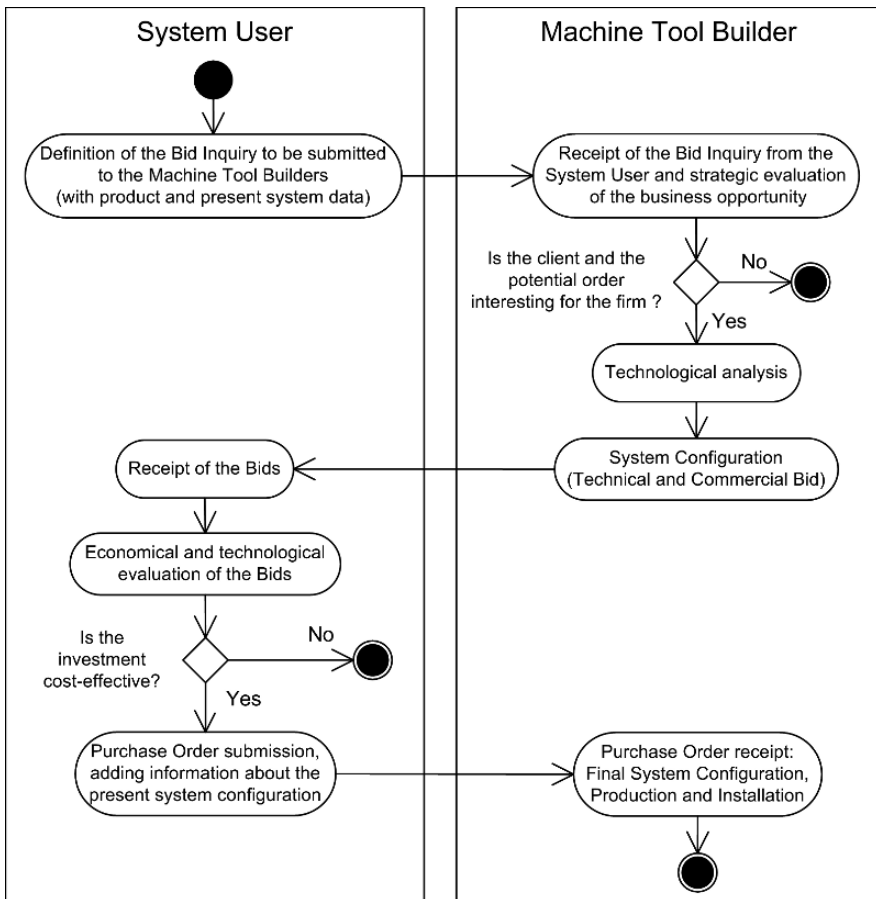 System User
Machine Tool Builder
Definition of the Bid Inquiry to be submitted
to the Machine Tool Builders
(with product and present system data)
Receipt of the Bid Inquiry from the
System User and strategic evaluation
of the business opportunity
Is the client and the
potential order
interesting for the firm ?
No
Yes
Technological analysis
System Configuration
(Technical and Commercial Bid)
Receipt of the Bids
Economical and technological
evaluation of the Bids
Is the
investment
cost-effective?
No
Yes
Purchase Order submission,
adding information about the
present system configuration
Purchase Order receipt:
Final System Configuration,
Production and Installation